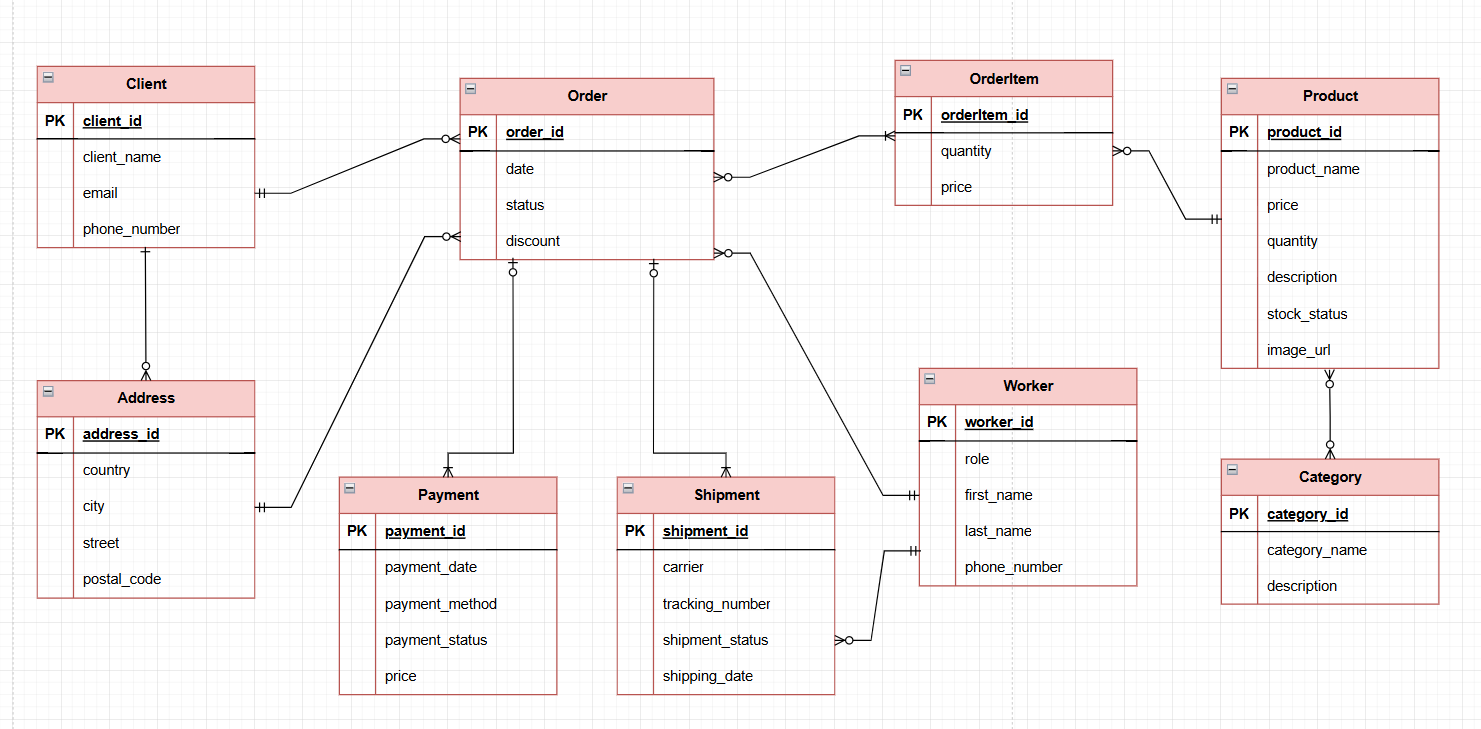 Client
PK client_id
client_name
email
phone_number
Order
PK order_id
date
status
discount
OrderItem
PK orderItem_id
quantity
price
Product
PK product_id
product_name
price
quantity
description
stock_status
image_url
Address
PK address_id
country
city
street
postal_code
Payment
PK payment_id
payment_date
payment_method
payment_status
price
Shipment
PK shipment_id
carrier
tracking_number
shipment_status
shipping_date
Worker
PK worker_id
role
first_name
last_name
phone_number
Category
PK category_id
category_name
description